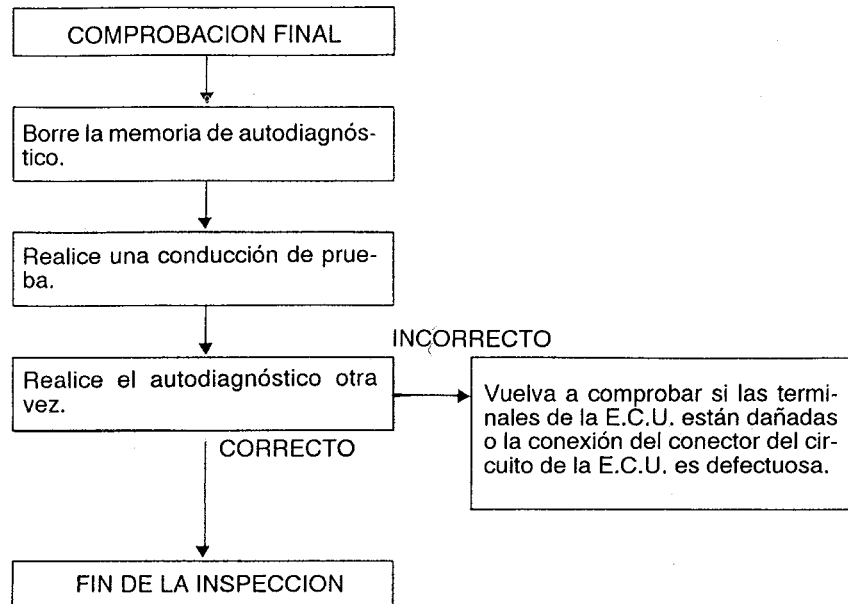 COMPROBACION FINAL
Borre la memoria de autodiagnós-
tico.
Realice una conducción de prue-
ba.
INCORRECTO
Realice el autodiagnóstico otra
vez.
Vuelva a comprobar si las termi-
nales de la E.C.U. están dañadas
o la conexión del conector del cir-
cuito de la E.C.U. es defectuosa.
CORRECTO
FIN DE LA INSPECCION